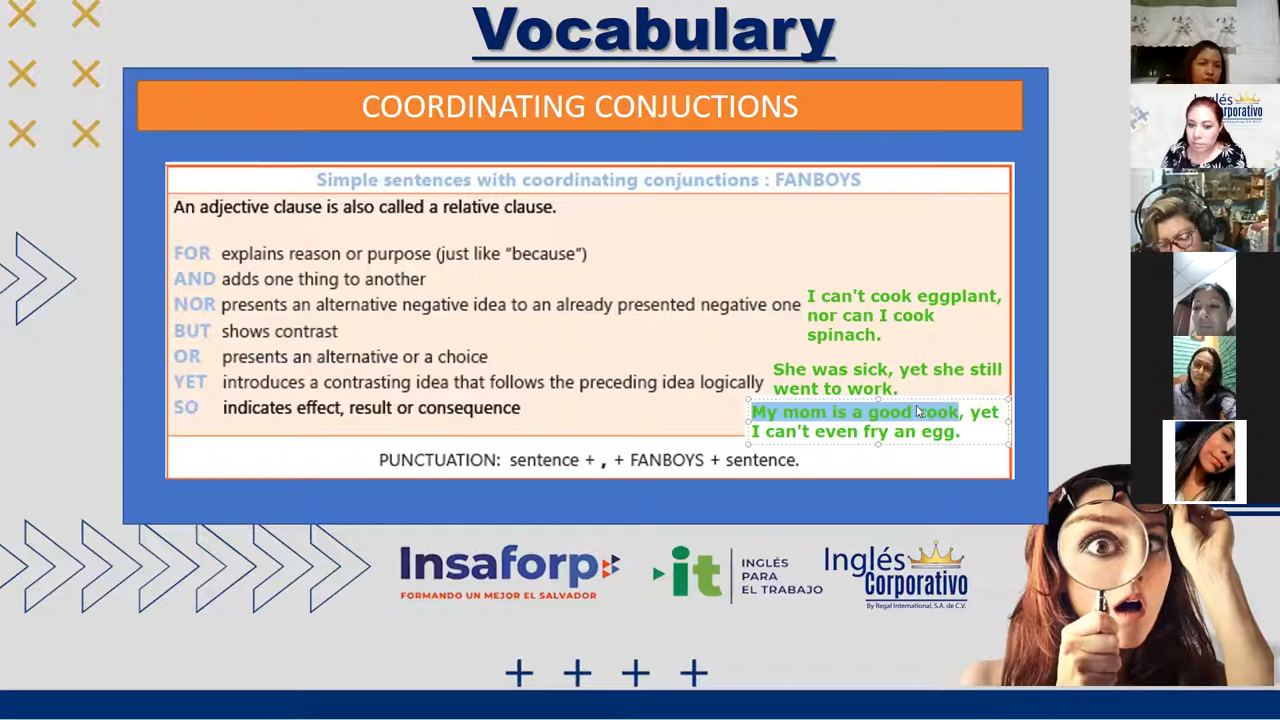 Vocabulary
COORDINATING CONJUCTIONS
Simple sentences with coordinating conjunctions : FANBOYS
An adjective clause is also called a relative clause.
FOR explains reason or purpose (just like "because")
AND adds one thing to another
NOR presents an alternative negative idea to an already presented negative one
BUT shows contrast
OR presents an alternative or a choice
YET introduces a contrasting idea that follows the preceding idea logically
SO indicates effect, result or consequence
I can't cook eggplant,
nor can I cook
spinach.
She was sick, yet she still
went to work.
My mom is a good cook, yet
I can't even fry an egg.
PUNCTUATION: sentence + , + FANBOYS + sentence.
Insaforp
FORMANDO UN MEJOR EL SALVADOR
it
INGLÉS
PARA
EL TRABAJO
Inglés
Corporativo
By Regal International, S.A. de C.V.
Inglés
orporativo